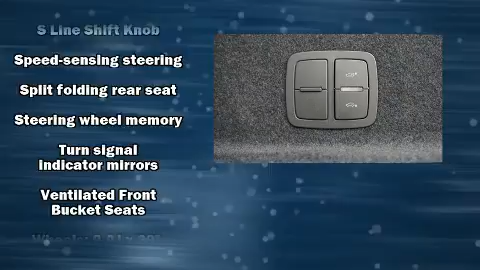 S Line Shift Knob
Speed-sensing steering
Split folding rear seat
Steering wheel memory
Turn signal
indicator mirrors
Ventilated Front
Bucket Seats